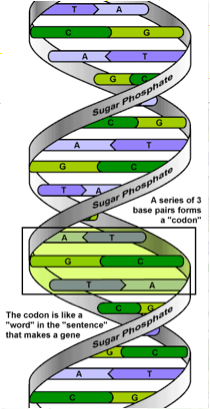 T A
C G
A T
G C
Sugar Phosphate
C G
A T
G C
Sugar Phosphate
T A
A series of 3
base pairs forms
a "codon"
A T
G C
T A
The codon is like a
"word" in the "sentence"
that makes a gene
C G
Sugar Phosphate
G C
A T
C G